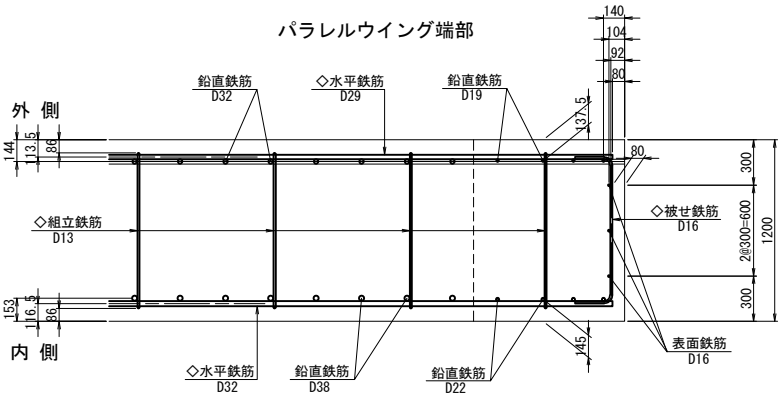 パラレルウイング端部
140
104
92
80
鉛直鉄筋
D32
◇水平鉄筋
D29
鉛直鉄筋
D19
137.5
外 側
144
113.5
86
80
300
◇組立鉄筋
D13
◇被せ鉄筋
D16
2@300=600
1200
300
153
116.5
86
145
内 側
◇水平鉄筋
D32
鉛直鉄筋
D38
鉛直鉄筋
D22
表面鉄筋
D16